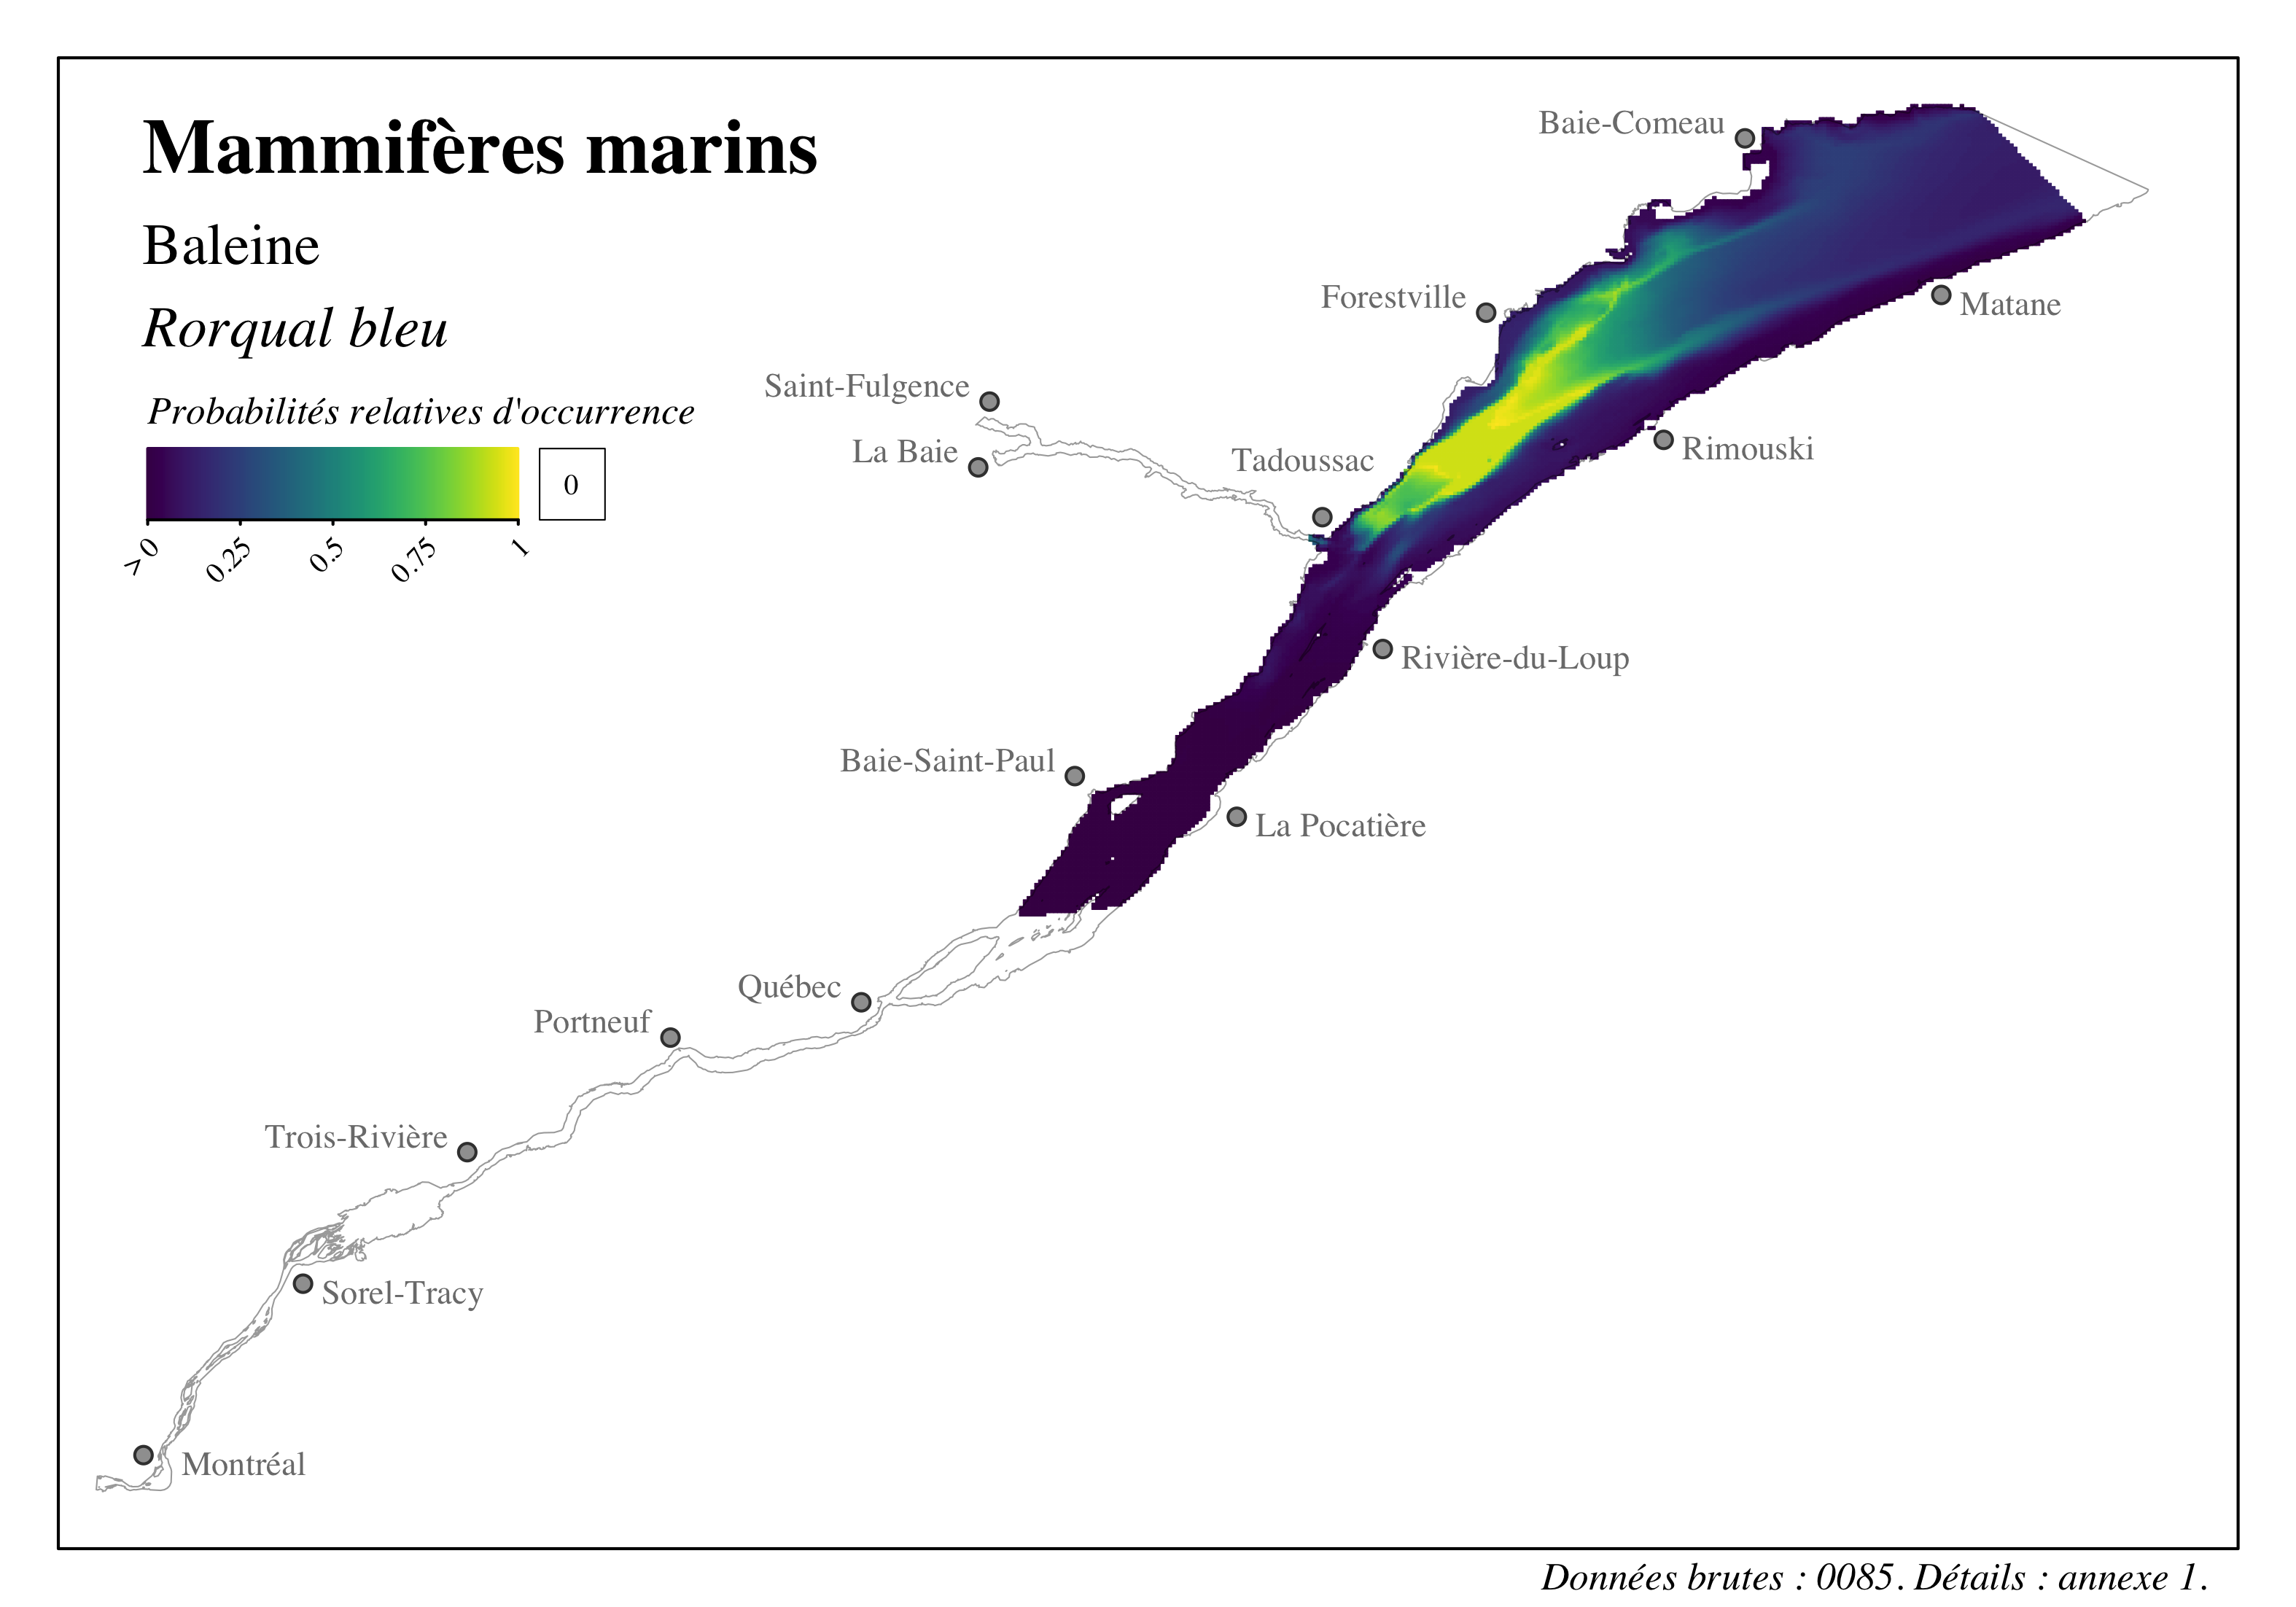 Mammifères marins
Baleine
Rorqual bleu
Probabilités relatives d'occurrence
0
> 0
0.25
0.5
0.75
1
Baie-Comeau
Forestville
Matane
Saint-Fulgence
La Baie
Tadoussac
Rimouski
Rivière-du-Loup
Baie-Saint-Paul
La Pocatière
Québec
Portneuf
Trois-Rivière
Sorel-Tracy
Montréal
Données brutes : 0085. Détails : annexe 1.